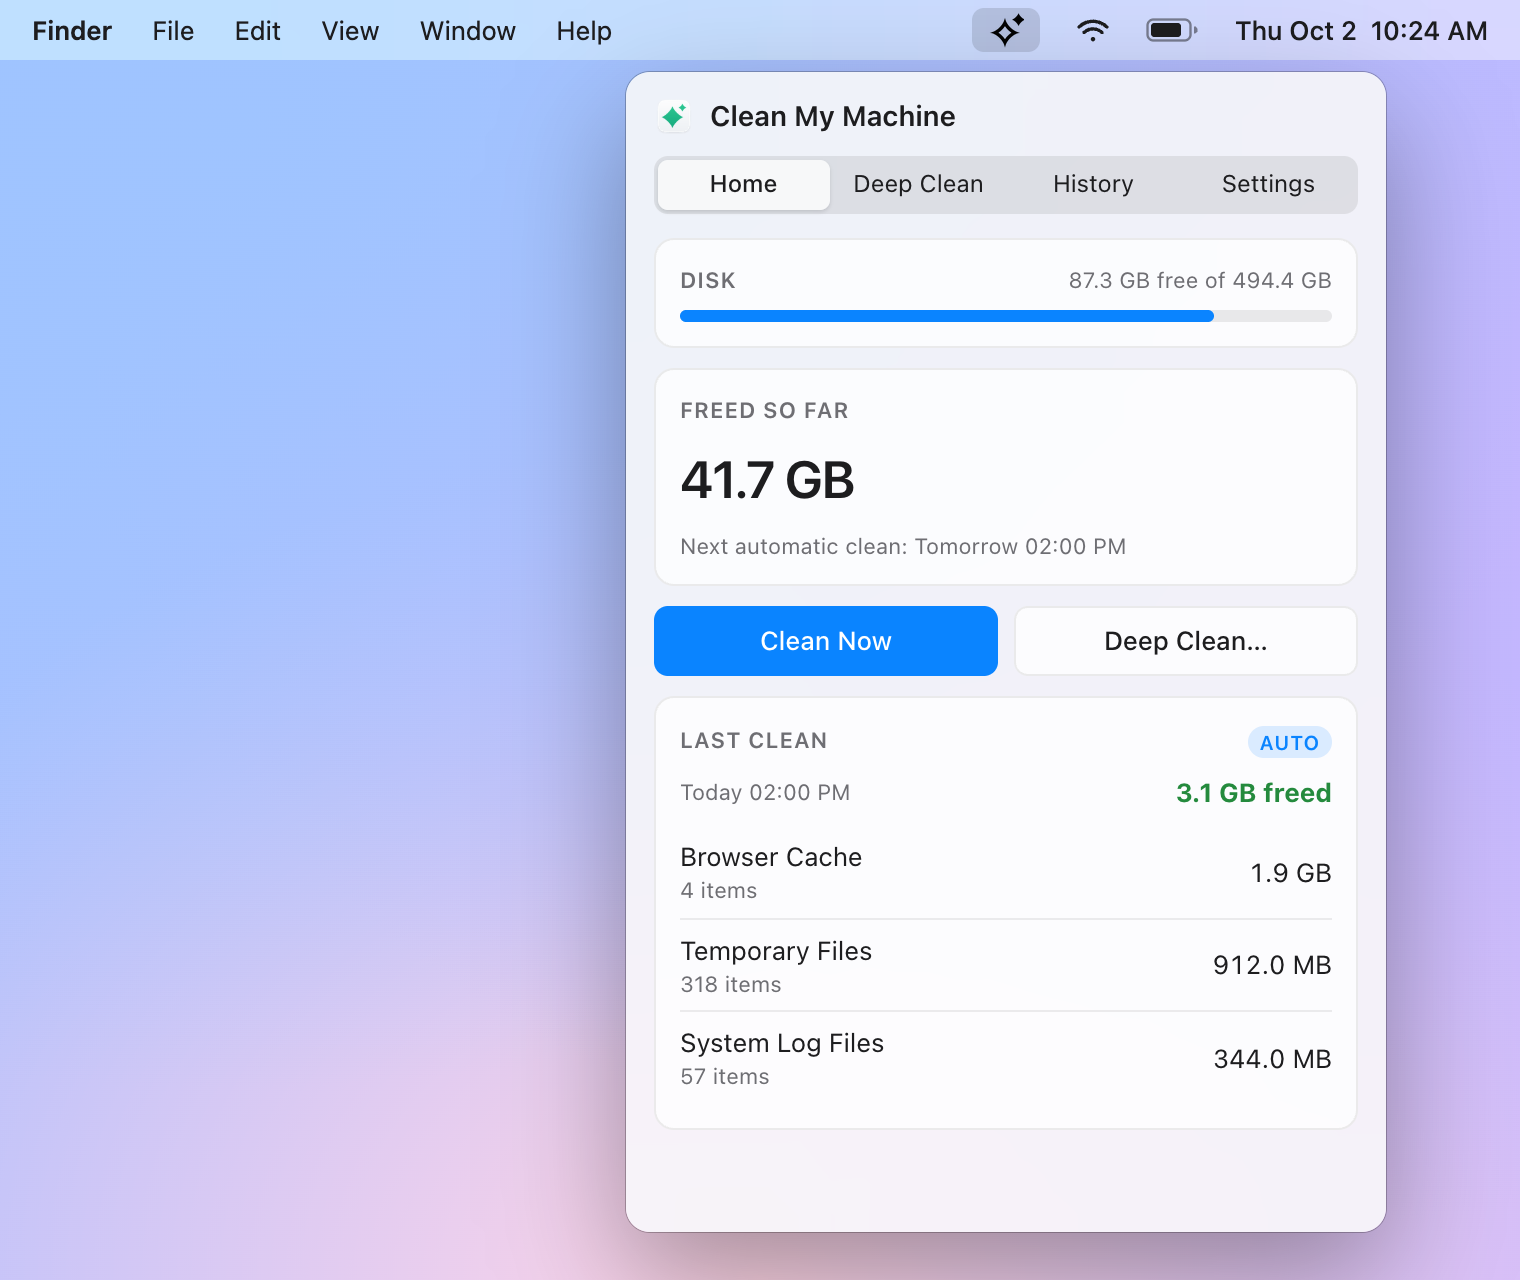 Finder File Edit View Window Help Thu Oct 2 10:24 AM
Clean My Machine
Home Deep Clean History Settings
DISK 87.3 GB free of 494.4 GB
FREED SO FAR
41.7 GB
Next automatic clean: Tomorrow 02:00 PM
Clean Now Deep Clean...
LAST CLEAN AUTO
Today 02:00 PM 3.1 GB freed
Browser Cache
4 items
1.9 GB
Temporary Files
318 items
912.0 MB
System Log Files
57 items
344.0 MB